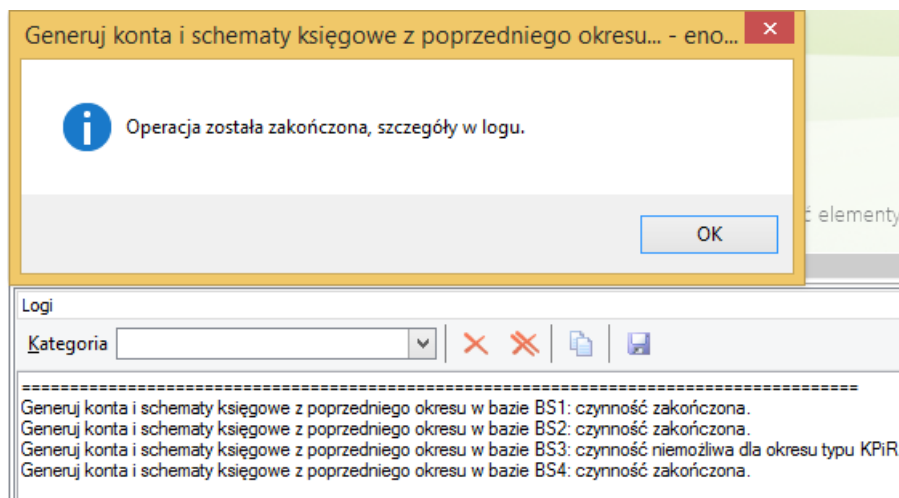 Generuj konta i schematy księgowe z poprzedniego okresu... - eno...
Operacja została zakończona, szczegóły w logu.
ć elementy
OK
Logi
Kategoria
==========================================================================================
Generuj konta i schematy księgowe z poprzedniego okresu w bazie BS1: czynność zakończona.
Generuj konta i schematy księgowe z poprzedniego okresu w bazie BS2: czynność zakończona.
Generuj konta i schematy księgowe z poprzedniego okresu w bazie BS3: czynność niemożliwa dla okresu typu KPiR
Generuj konta i schematy księgowe z poprzedniego okresu w bazie BS4: czynność zakończona.